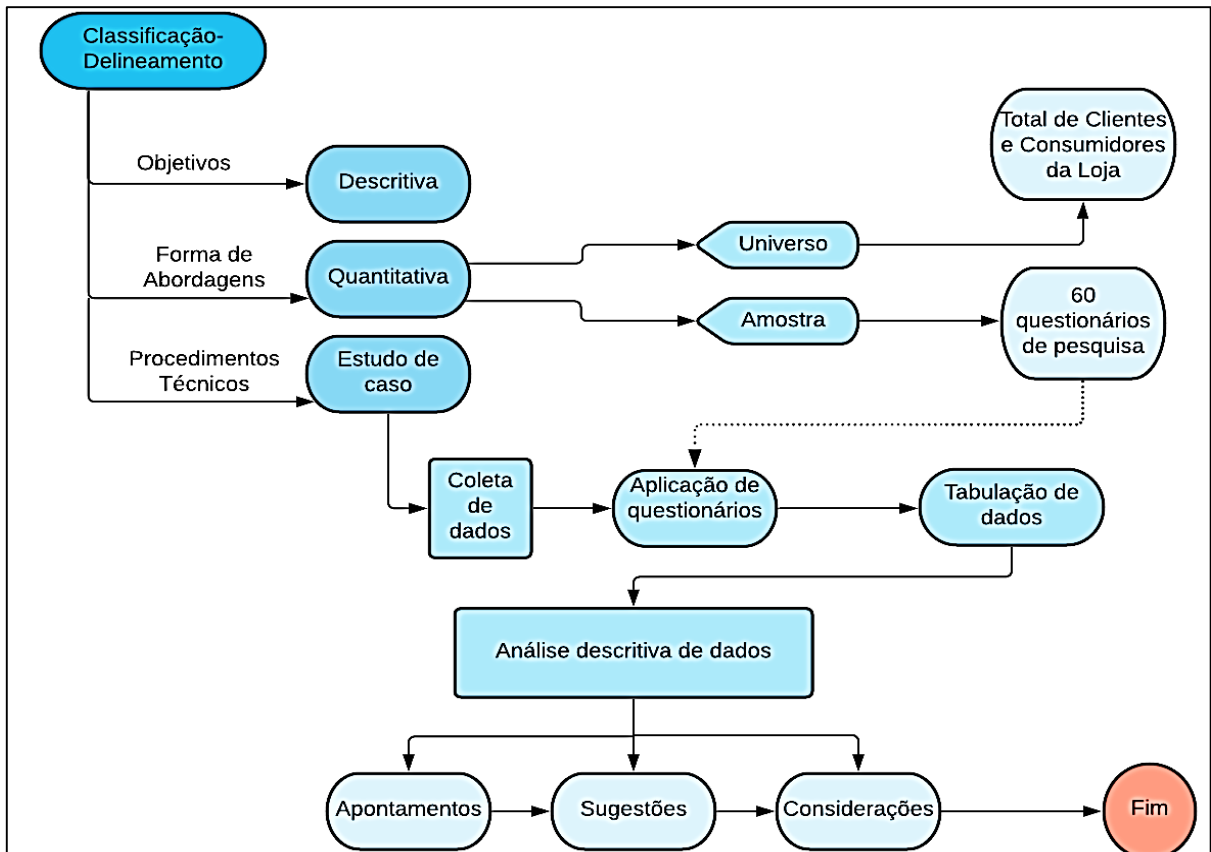 Classificação-
Delineamento
Total de Clientes
e Consumidores
da Loja
Objetivos
Descritiva
Forma de
Abordagens
Quantitativa
Universo
Amostra
60
questionários
de pesquisa
Procedimentos
Técnicos
Estudo de
caso
Coleta
de
dados
Aplicação de
questionários
Tabulação de
dados
Análise descritiva de dados
Apontamentos
Sugestões
Considerações
Fim